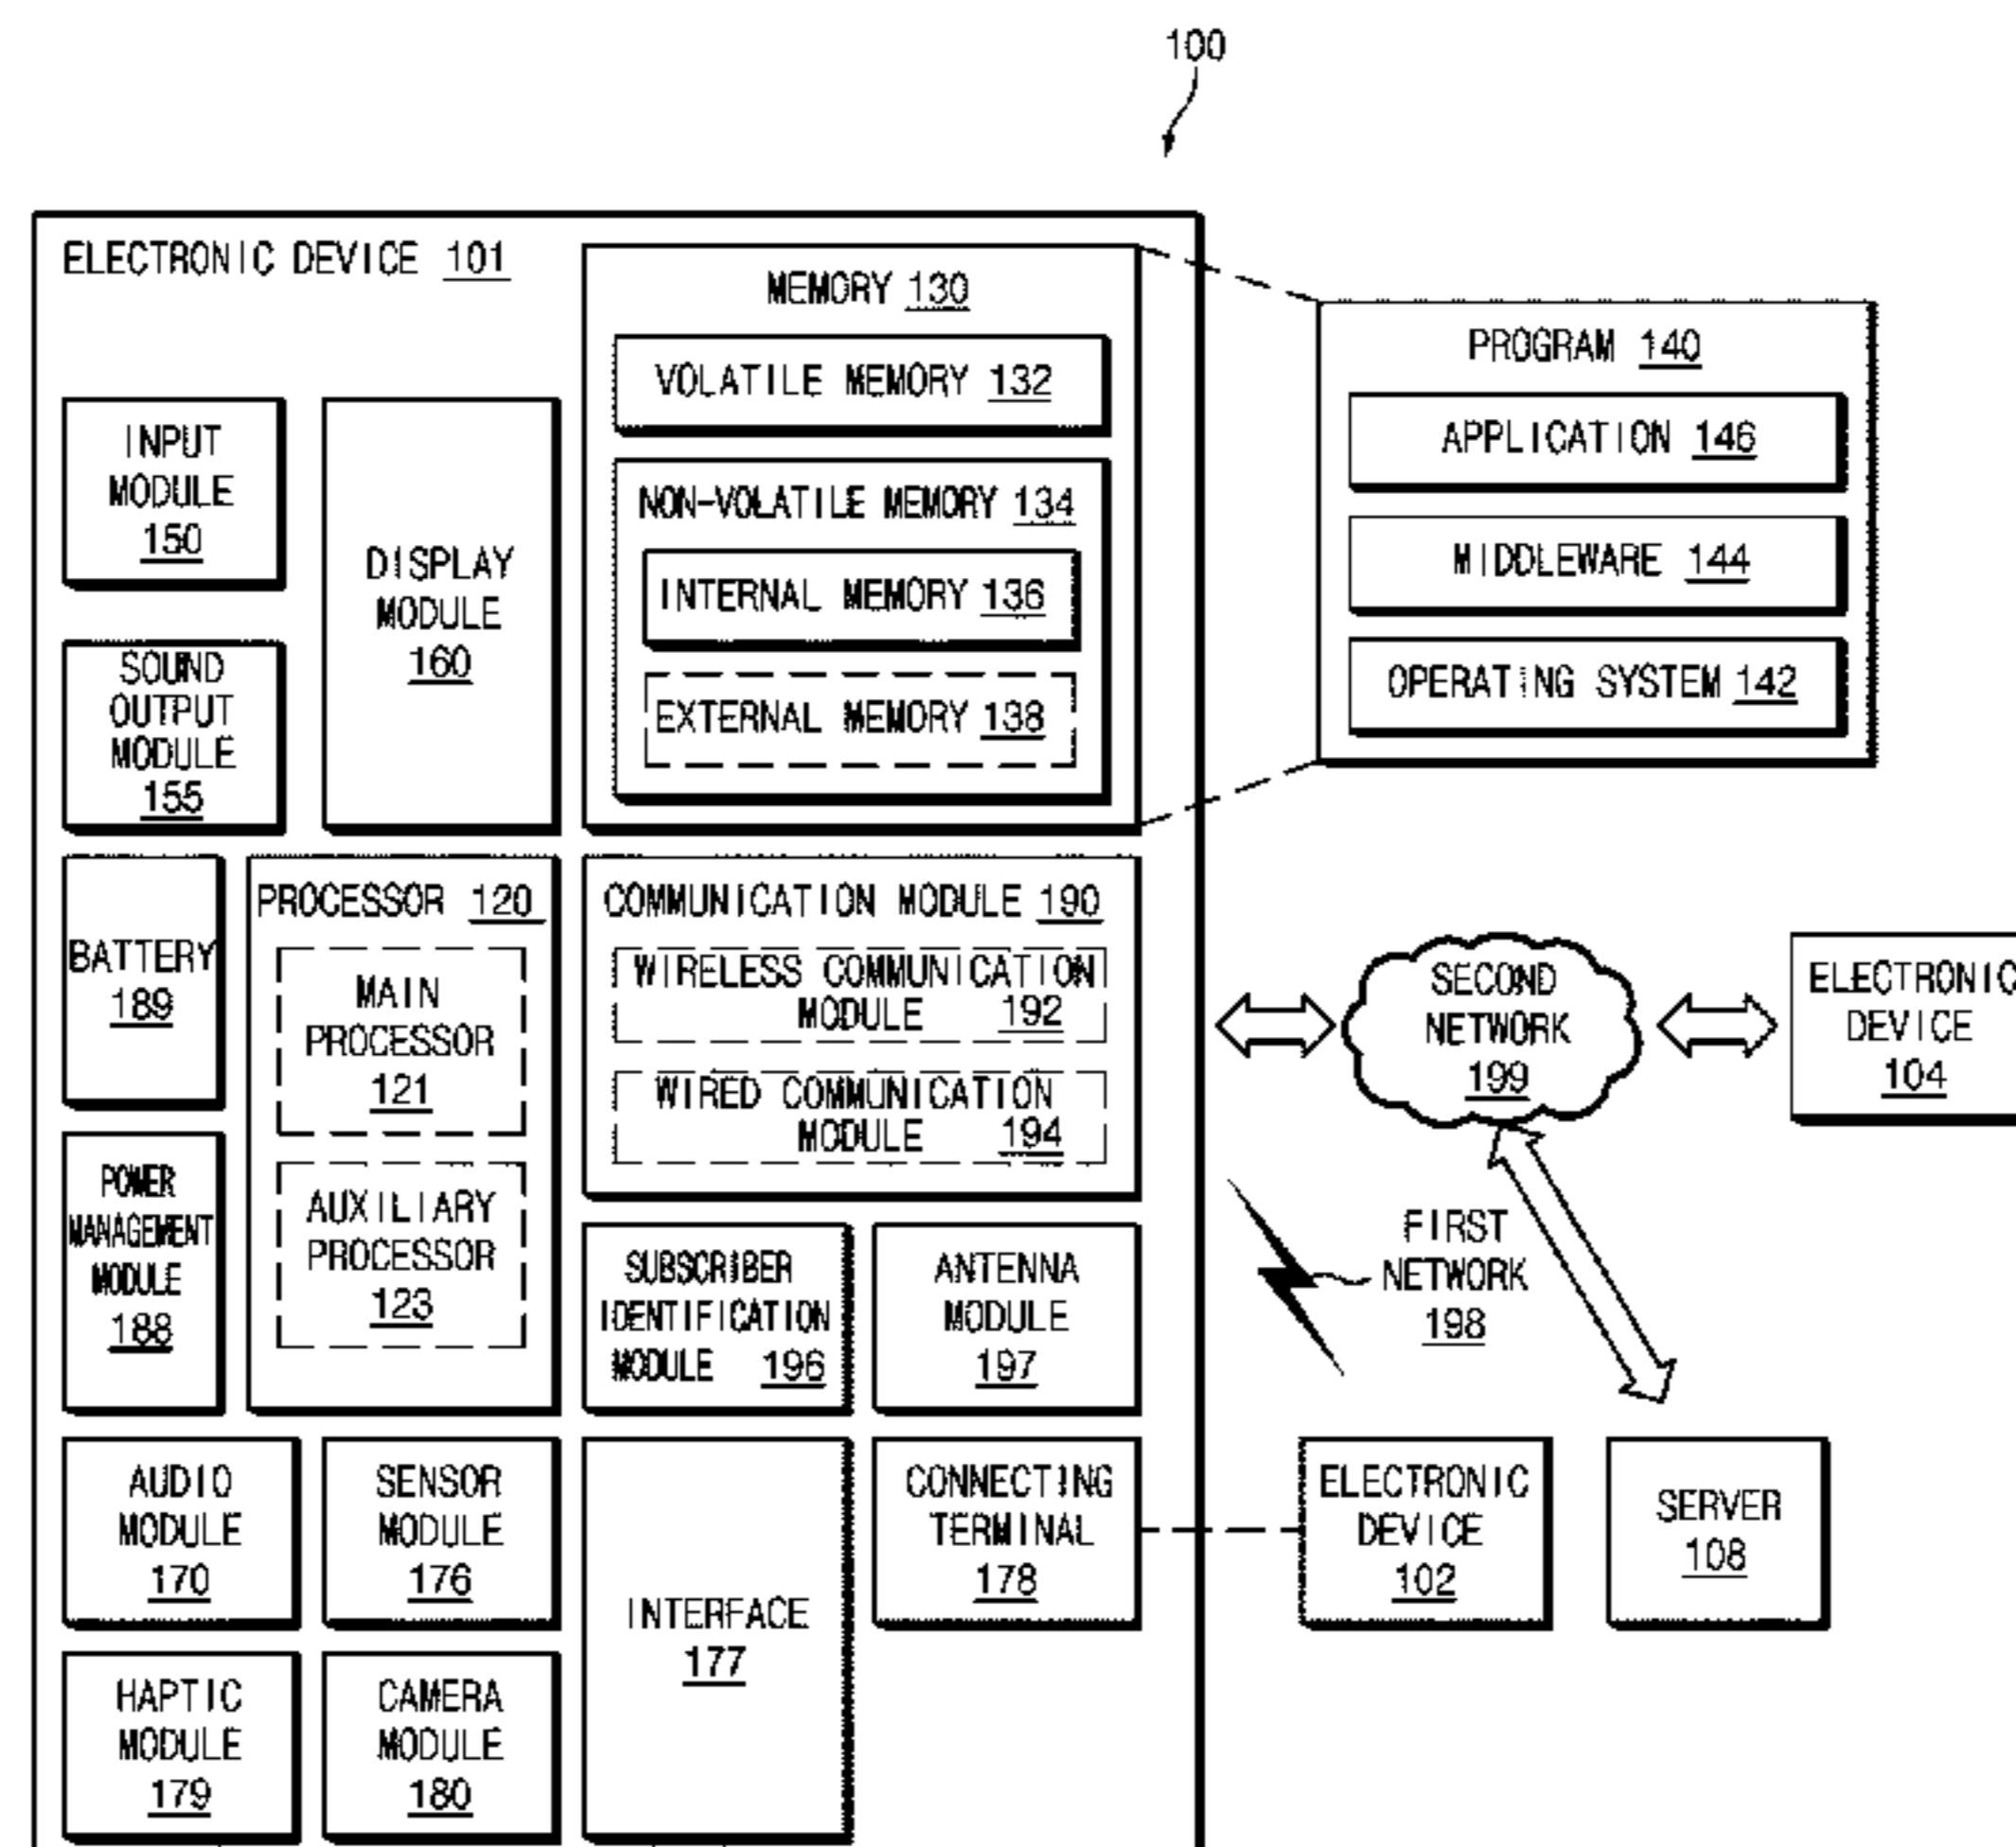 100
ELECTRONIC DEVICE 101
MEMORY 130
VOLATILE MEMORY 132
NON-VOLATILE MEMORY 134
INTERNAL MEMORY 136
EXTERNAL MEMORY 138
PROGRAM 140
APPLICATION 146
MIDDLEWARE 144
OPERATING SYSTEM 142
INPUT
MODULE
150
SOUND
OUTPUT
MODULE
155
DISPLAY
MODULE
160
BATTERY
189
POWER
MANAGEMENT
MODULE
188
PROCESSOR 120
MAIN
PROCESSOR
121
AUXILIARY
PROCESSOR
123
COMMUNICATION MODULE 190
WIRELESS COMMUNICATION
MODULE 192
WIRED COMMUNICATION
MODULE 194
SUBSCRIBER
IDENTIFICATION
MODULE 196
ANTENNA
MODULE
197
SECOND
NETWORK
199
ELECTRONIC
DEVICE
104
FIRST
NETWORK
198
AUDIO
MODULE
170
SENSOR
MODULE
176
INTERFACE
177
CONNECTING
TERMINAL
178
ELECTRONIC
DEVICE
102
SERVER
108
HAPTIC
MODULE
179
CAMERA
MODULE
180